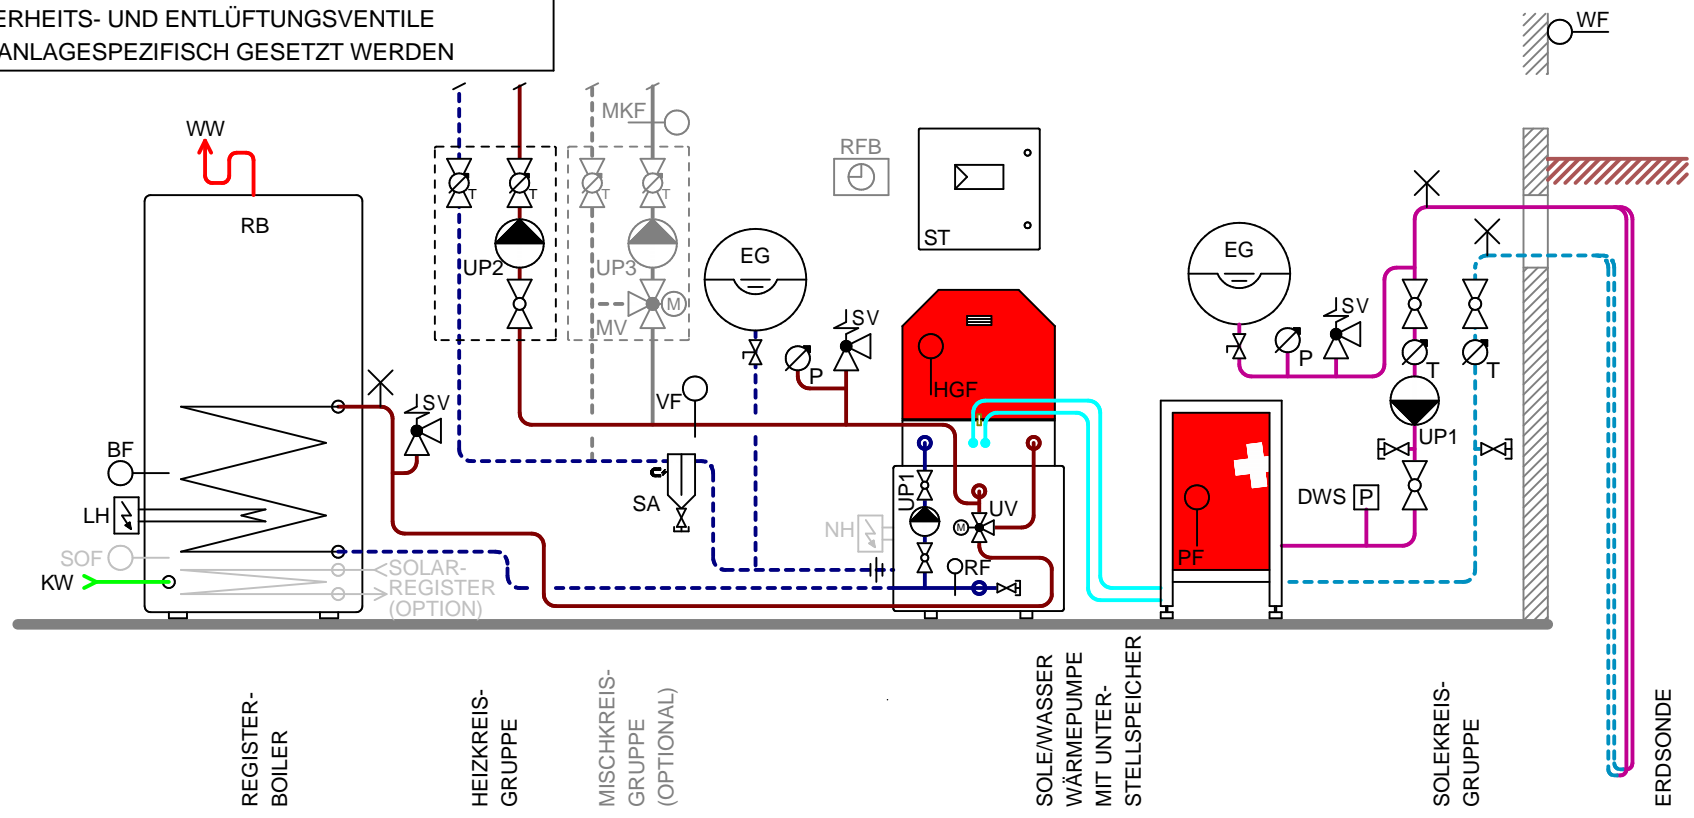 ERHEITS- UND ENTLÜFTUNGSVENTILE
ANLAGESPEZIFISCH GESETZT WERDEN
WF
WW
MKF
RFB
RB
T
T
T
T
ST
EG
EG
UP2
UP3
M
MV
SV
SV
P
P
HGF
T
T
VF
SV
BF
UP1
UP1
SA
LH
NH
M
UV
DWS
P
SOF
RF
PF
KW
SOLAR-
REGISTER
(OPTION)
REGISTER-
BOILER
HEIZKREIS-
GRUPPE
MISCHKREIS-
GRUPPE
(OPTIONAL)
SOLE/WASSER
WÄRMEPUMPE
MIT UNTER-
STELLSPEICHER
SOLEKREIS-
GRUPPE
ERDSONDE